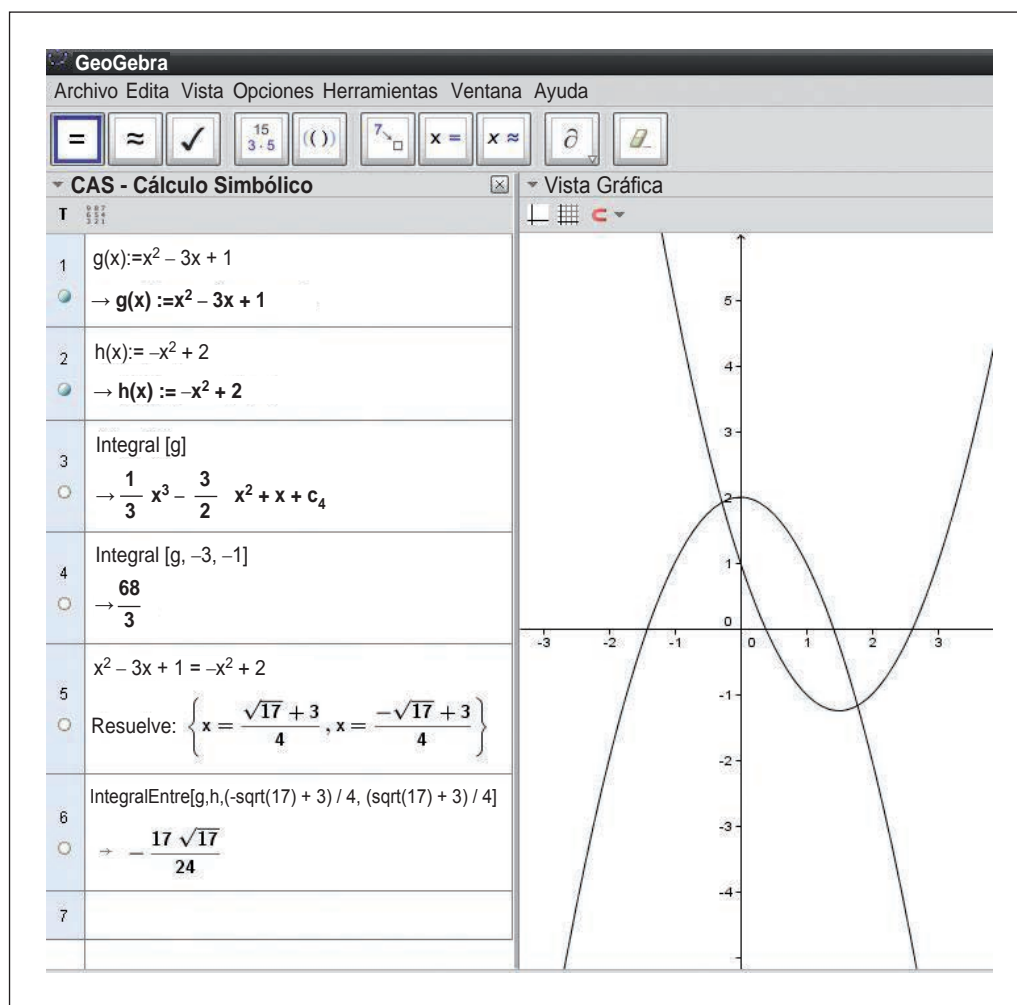 GeoGebra
Archivo Edita Vista Opciones Herramientas Ventana Ayuda
= ≈ ✓ 15 3·5 (()) 7 x = x ≈ ∂
CAS - Cálculo Simbólico
T
1 g(x):=x² – 3x + 1
→ g(x) :=x² – 3x + 1
2 h(x):= –x² + 2
→ h(x) := –x² + 2
3 Integral [g]
→ 1/3 x³ – 3/2 x² + x + c₄
4 Integral [g, –3, –1]
→ 68/3
5 x² – 3x + 1 = –x² + 2
Resuelve: {x = (√17 + 3)/4 , x = (–√17 + 3)/4}
6 IntegralEntre[g,h,(-sqrt(17) + 3) / 4, (sqrt(17) + 3) / 4]
→ – 17 √17/24
7
Vista Gráfica
5
4
3
2
1
0
-3 -2 -1 0 1 2 3
-1
-2
-3
-4